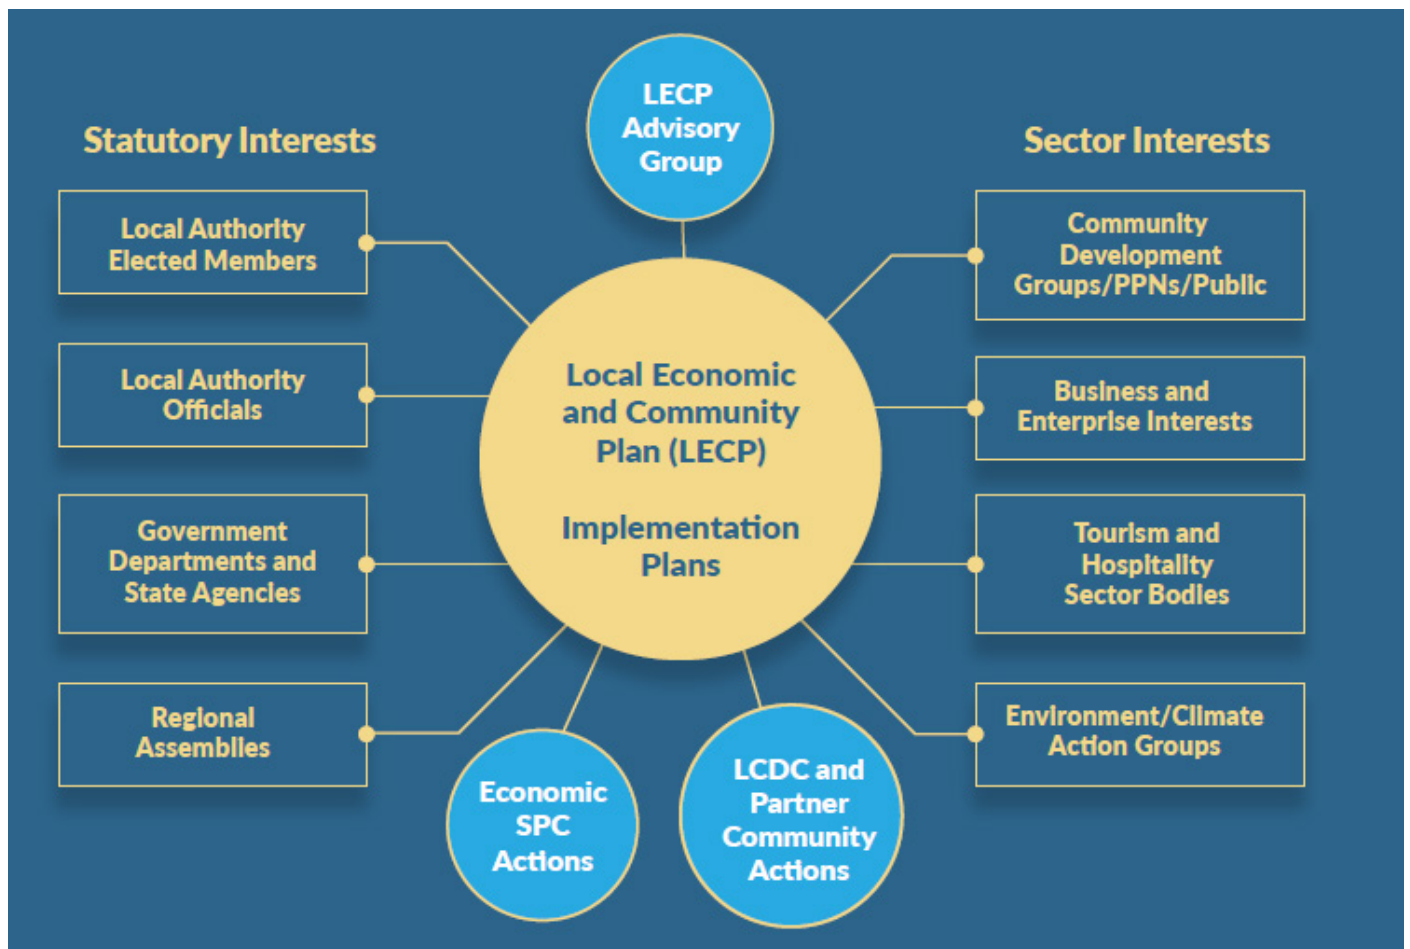 LECP
Advisory
Group
Statutory Interests
Local Authority
Elected Members
Local Authority
Officials
Government
Departments and
State Agencies
Regional
Assemblies
Local Economic
and Community
Plan (LECP)
Implementation
Plans
Economic
SPC
Actions
LCDC and
Partner
Community
Actions
Sector Interests
Community
Development
Groups/PPNs/Public
Business and
Enterprise Interests
Tourism and
Hospitality
Sector Bodies
Environment/Climate
Action Groups